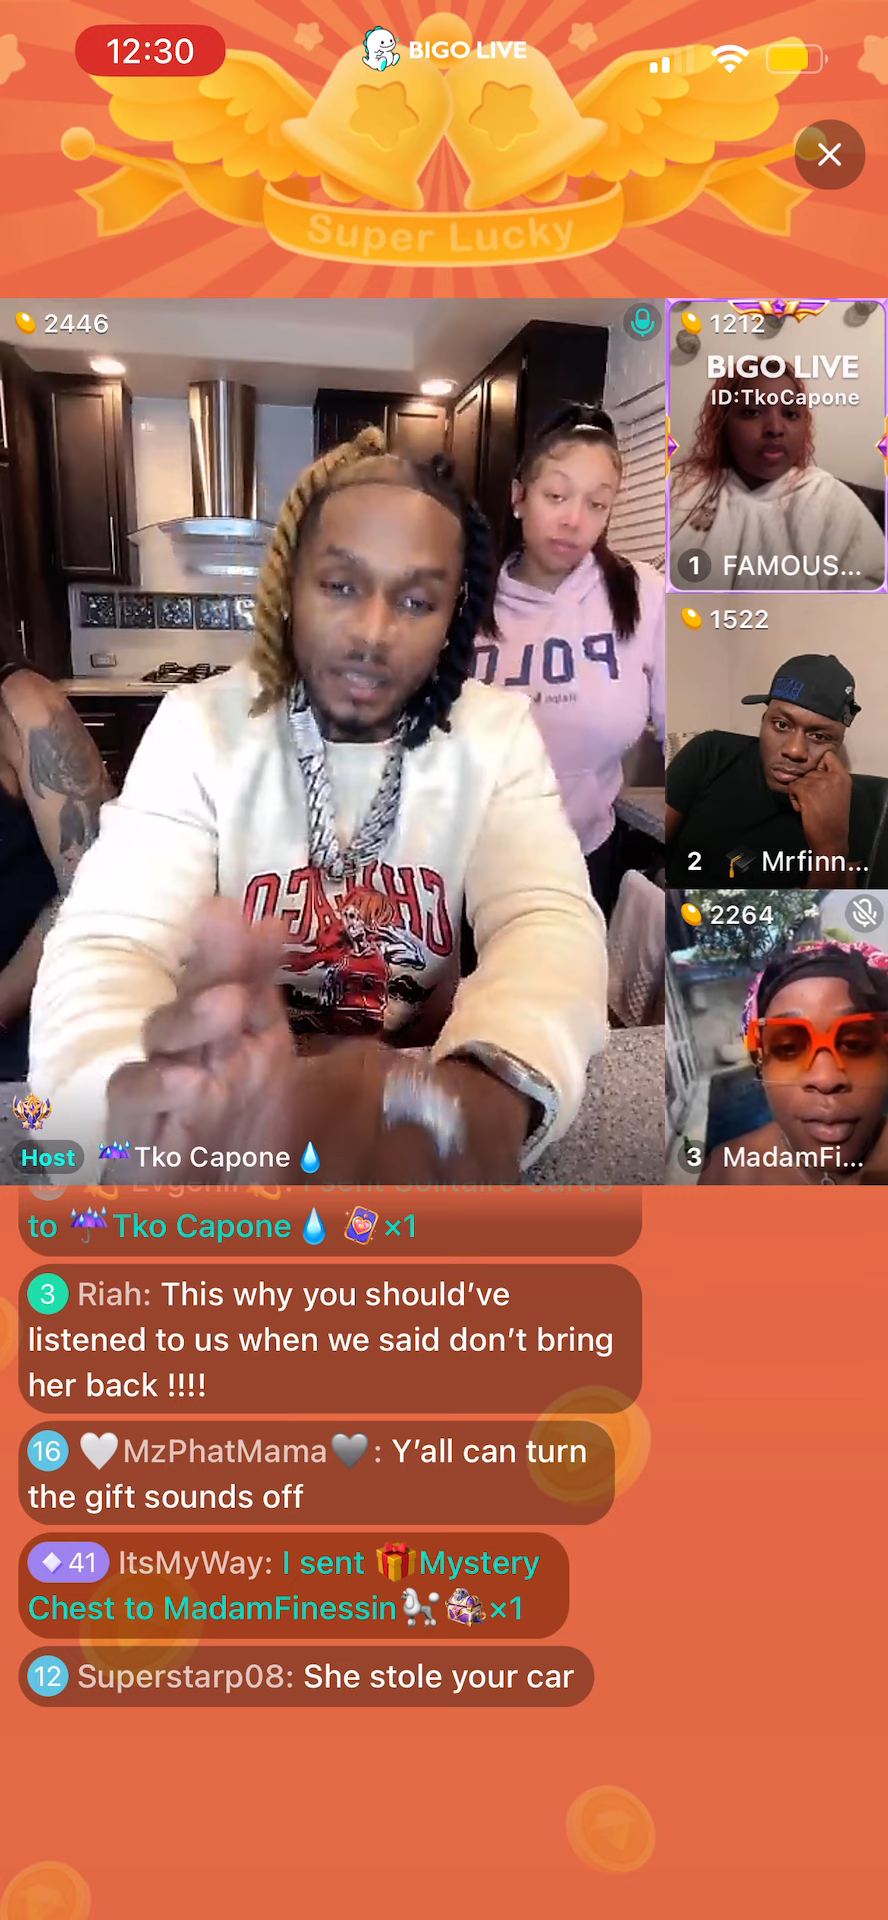 12:30
BIGO LIVE
Super Lucky
2446
1212
BIGO LIVE
ID:TkoCapone
1 FAMOUS...
POLO
1522
2 Mrfinn...
2264
3 MadamFi...
Host Tko Capone
I sent Solitaire Cards
to Tko Capone ×1
3 Riah: This why you should’ve
listened to us when we said don’t bring
her back !!!!
16 🤍MzPhatMama🖤: Y’all can turn
the gift sounds off
41 ItsMyWay: I sent 🎁Mystery
Chest to MadamFinessin🐩 ×1
12 Superstarp08: She stole your car